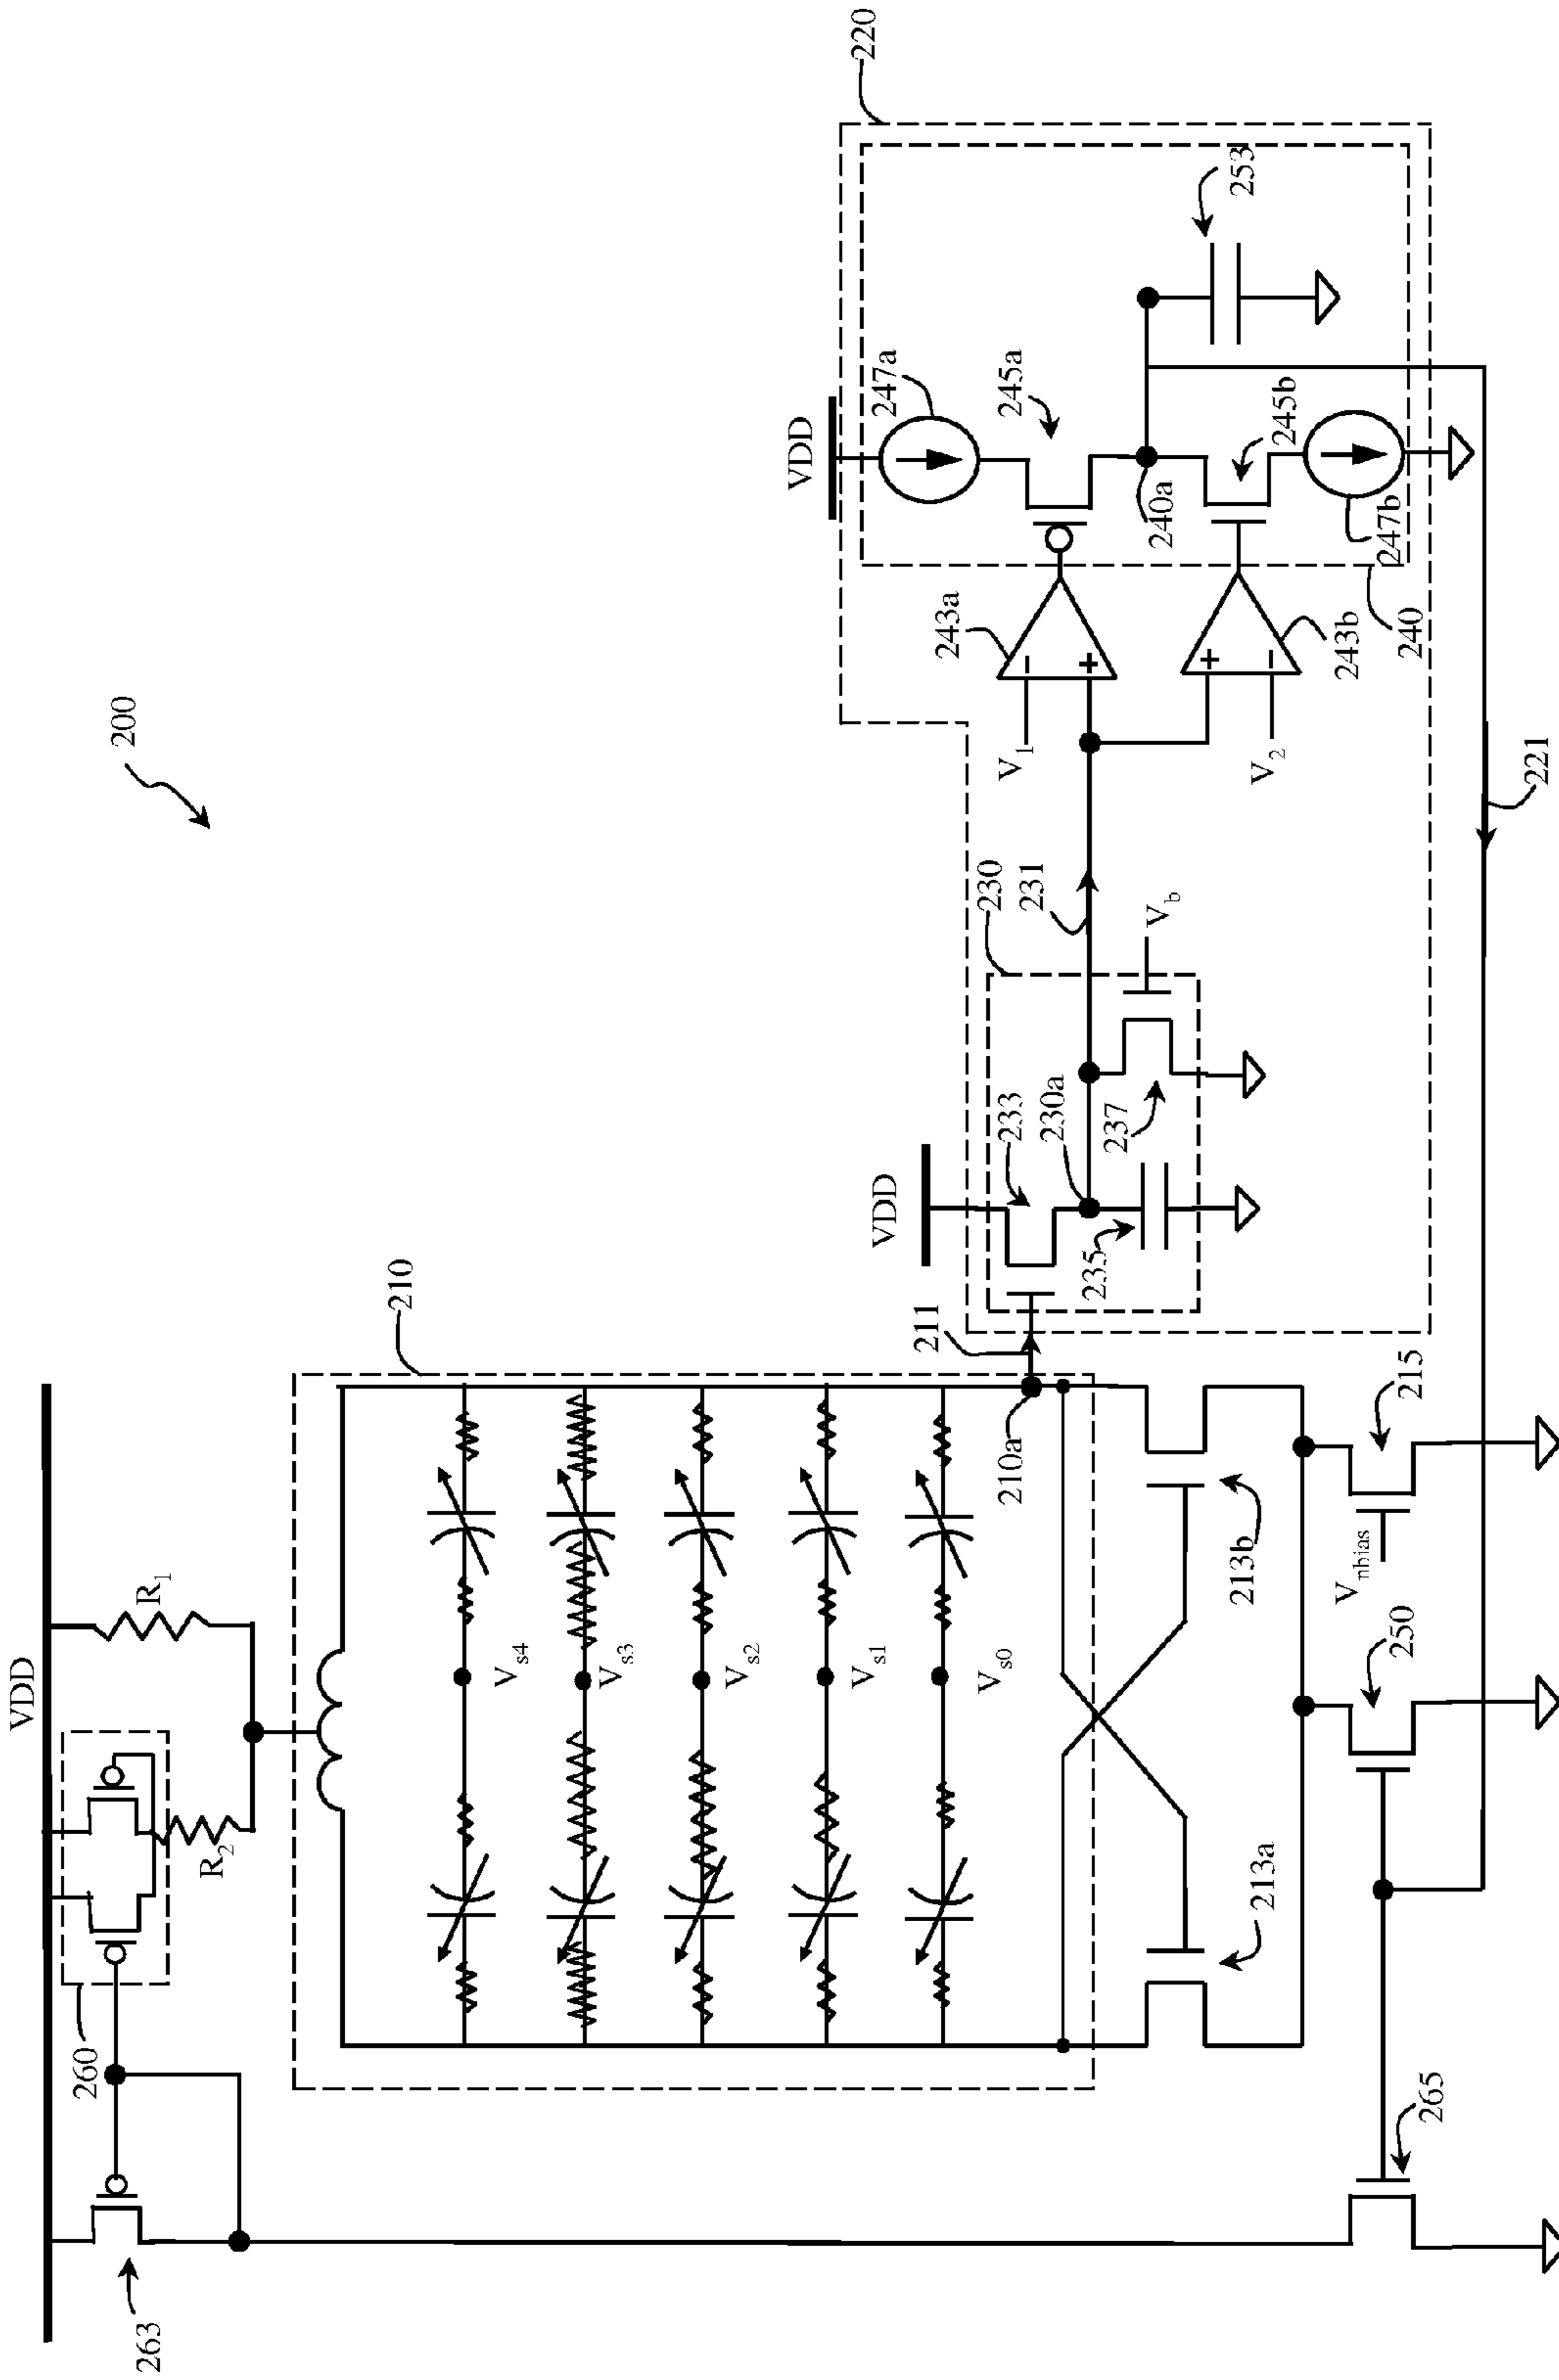 200
VDD
263
260
R1
R2
210
Vs4
Vs3
Vs2
Vs1
Vs0
210a
211
213a
213b
Vnbias
215
250
265
VDD
233
230a
235
237
Vb
230
231
V1
V2
243a
243b
VDD
247a
245a
240a
245b
247b
240
253
220
221